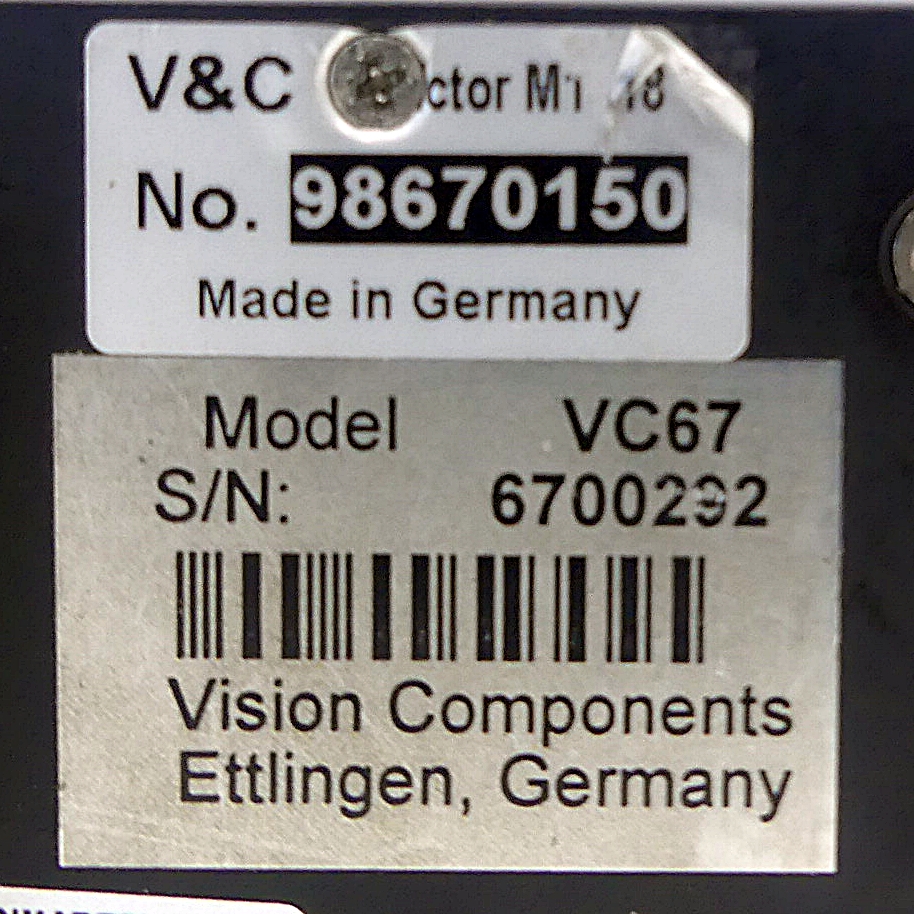 V&C
No. 98670150
Made in Germany
Model VC67
S/N:
Vision Components
Ettlingen, Germany